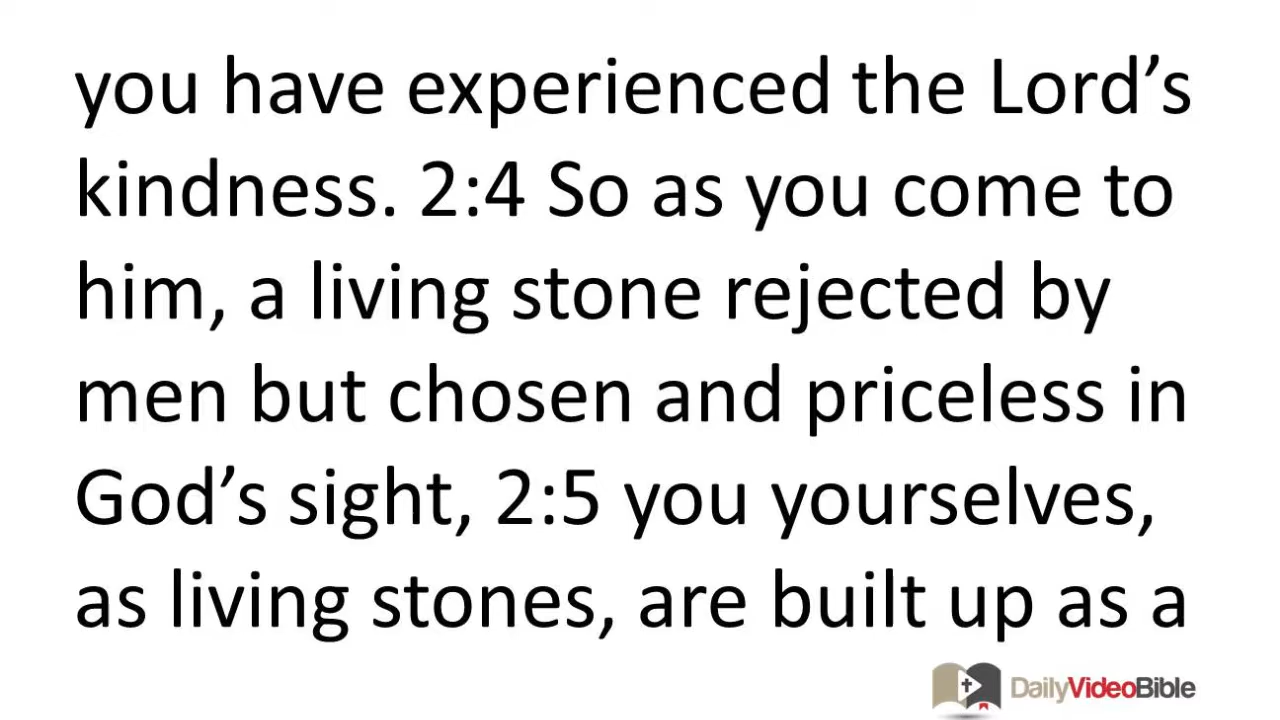 you have experienced the Lord’s
kindness. 2:4 So as you come to
him, a living stone rejected by
men but chosen and priceless in
God’s sight, 2:5 you yourselves,
as living stones, are built up as a
DailyVideoBible